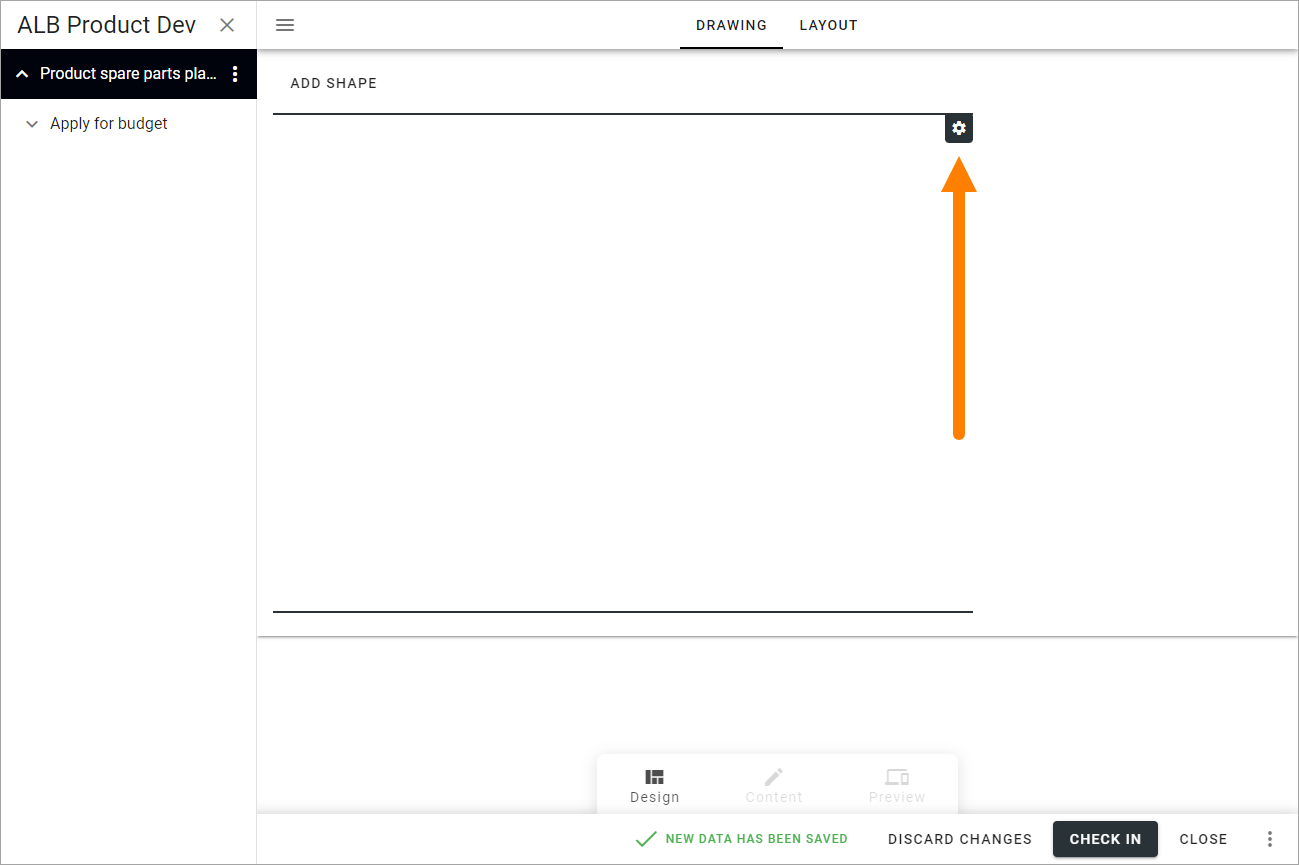 ALB Product Dev
DRAWING LAYOUT
Product spare parts pla...
ADD SHAPE
Apply for budget
Design Content Preview
NEW DATA HAS BEEN SAVED DISCARD CHANGES CHECK IN CLOSE